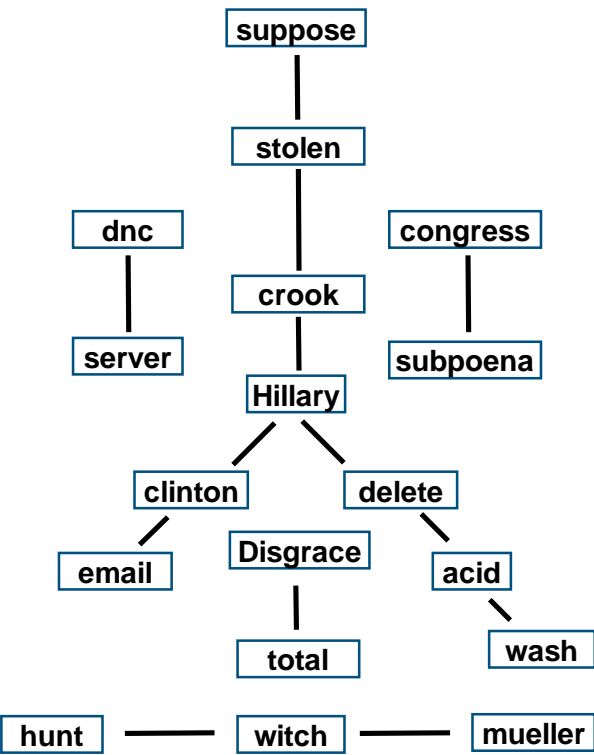 suppose
stolen
dnc
congress
crook
server
subpoena
Hillary
clinton
delete
Disgrace
email
acid
total
wash
hunt
witch
mueller